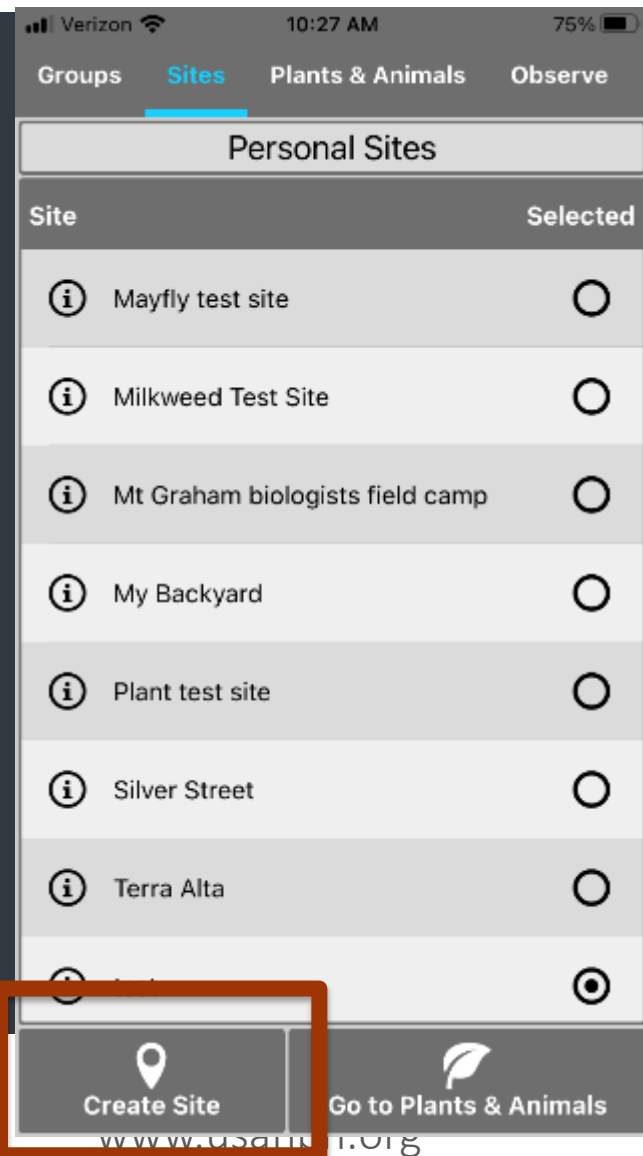 Verizon 10:27 AM 75%
Groups Sites Plants & Animals Observe
Personal Sites
Site Selected
Mayfly test site
Milkweed Test Site
Mt Graham biologists field camp
My Backyard
Plant test site
Silver Street
Terra Alta
Create Site Go to Plants & Animals